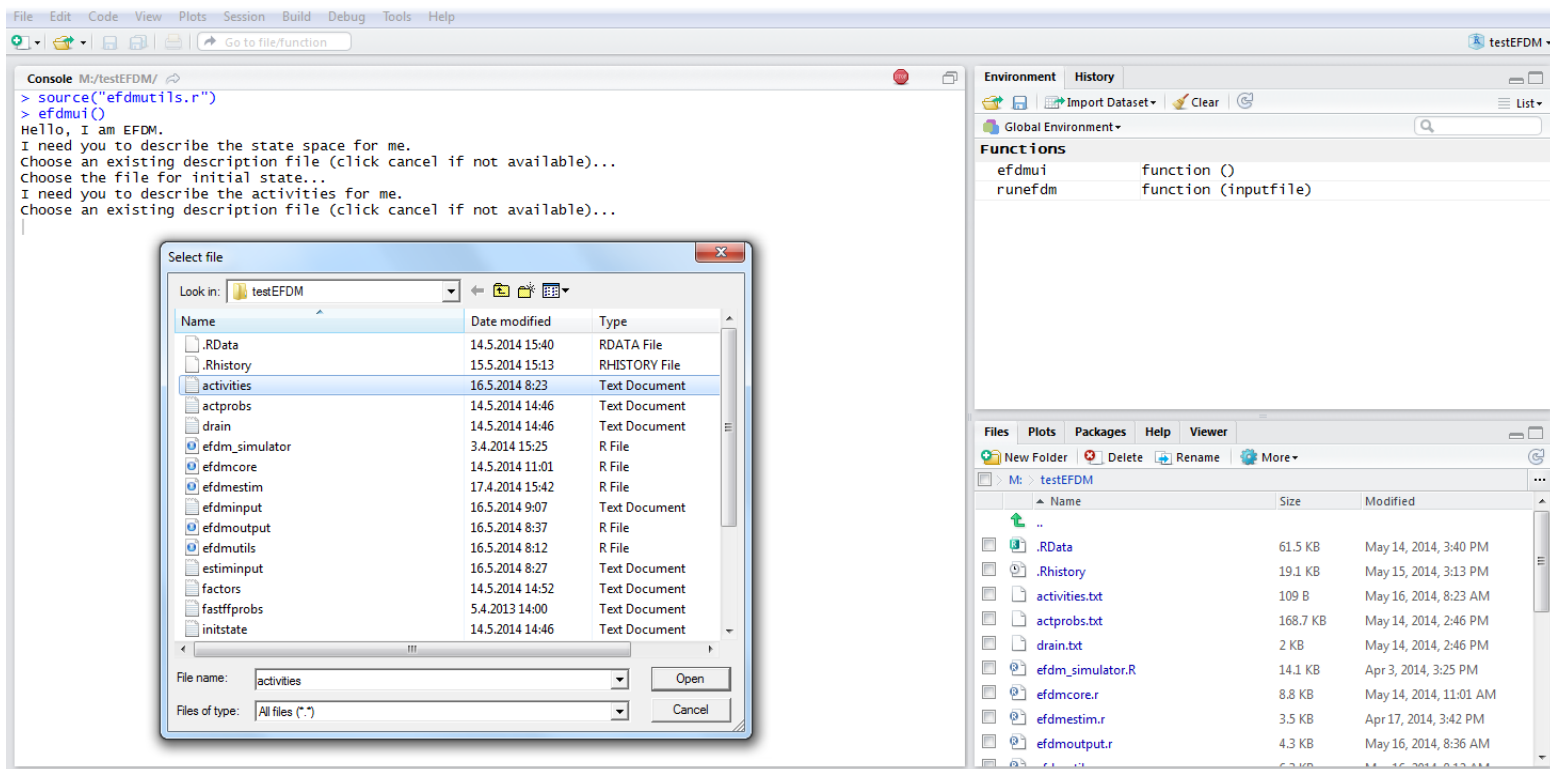 File Edit Code View Plots Session Build Debug Tools Help
Go to file/function
testEFDM
Console M:/testEFDM/
> source("efdmutils.r")
> efdmui()
Hello, I am EFDM.
I need you to describe the state space for me.
Choose an existing description file (click cancel if not available)...
Choose the file for initial state...
I need you to describe the activities for me.
Choose an existing description file (click cancel if not available)...
Select file
Look in: testEFDM
Name Date modified Type
.RData 14.5.2014 15:40 RDATA File
.Rhistory 15.5.2014 15:13 RHISTORY File
activities 16.5.2014 8:23 Text Document
actprobs 14.5.2014 14:46 Text Document
drain 14.5.2014 14:46 Text Document
efdm_simulator 3.4.2014 15:25 R File
efdmcore 14.5.2014 11:01 R File
efdmestim 17.4.2014 15:42 R File
efdminput 16.5.2014 9:07 Text Document
efdmoutput 16.5.2014 8:37 R File
efdmutils 16.5.2014 8:12 R File
estiminput 16.5.2014 8:27 Text Document
factors 14.5.2014 14:52 Text Document
fastffprobs 5.4.2013 14:00 Text Document
initstate 14.5.2014 14:46 Text Document
File name: activities Open
Files of type: All files (*.*) Cancel
Environment History
Import Dataset Clear List
Global Environment
Functions
efdmui function ()
runefdm function (inputfile)
Files Plots Packages Help Viewer
New Folder Delete Rename More
M: > testEFDM ...
Name Size Modified
..
.RData 61.5 KB May 14, 2014, 3:40 PM
.Rhistory 19.1 KB May 15, 2014, 3:13 PM
activities.txt 109 B May 16, 2014, 8:23 AM
actprobs.txt 168.7 KB May 14, 2014, 2:46 PM
drain.txt 2 KB May 14, 2014, 2:46 PM
efdm_simulator.R 14.1 KB Apr 3, 2014, 3:25 PM
efdmcore.r 8.8 KB May 14, 2014, 11:01 AM
efdmestim.r 3.5 KB Apr 17, 2014, 3:42 PM
efdmoutput.r 4.3 KB May 16, 2014, 8:36 AM